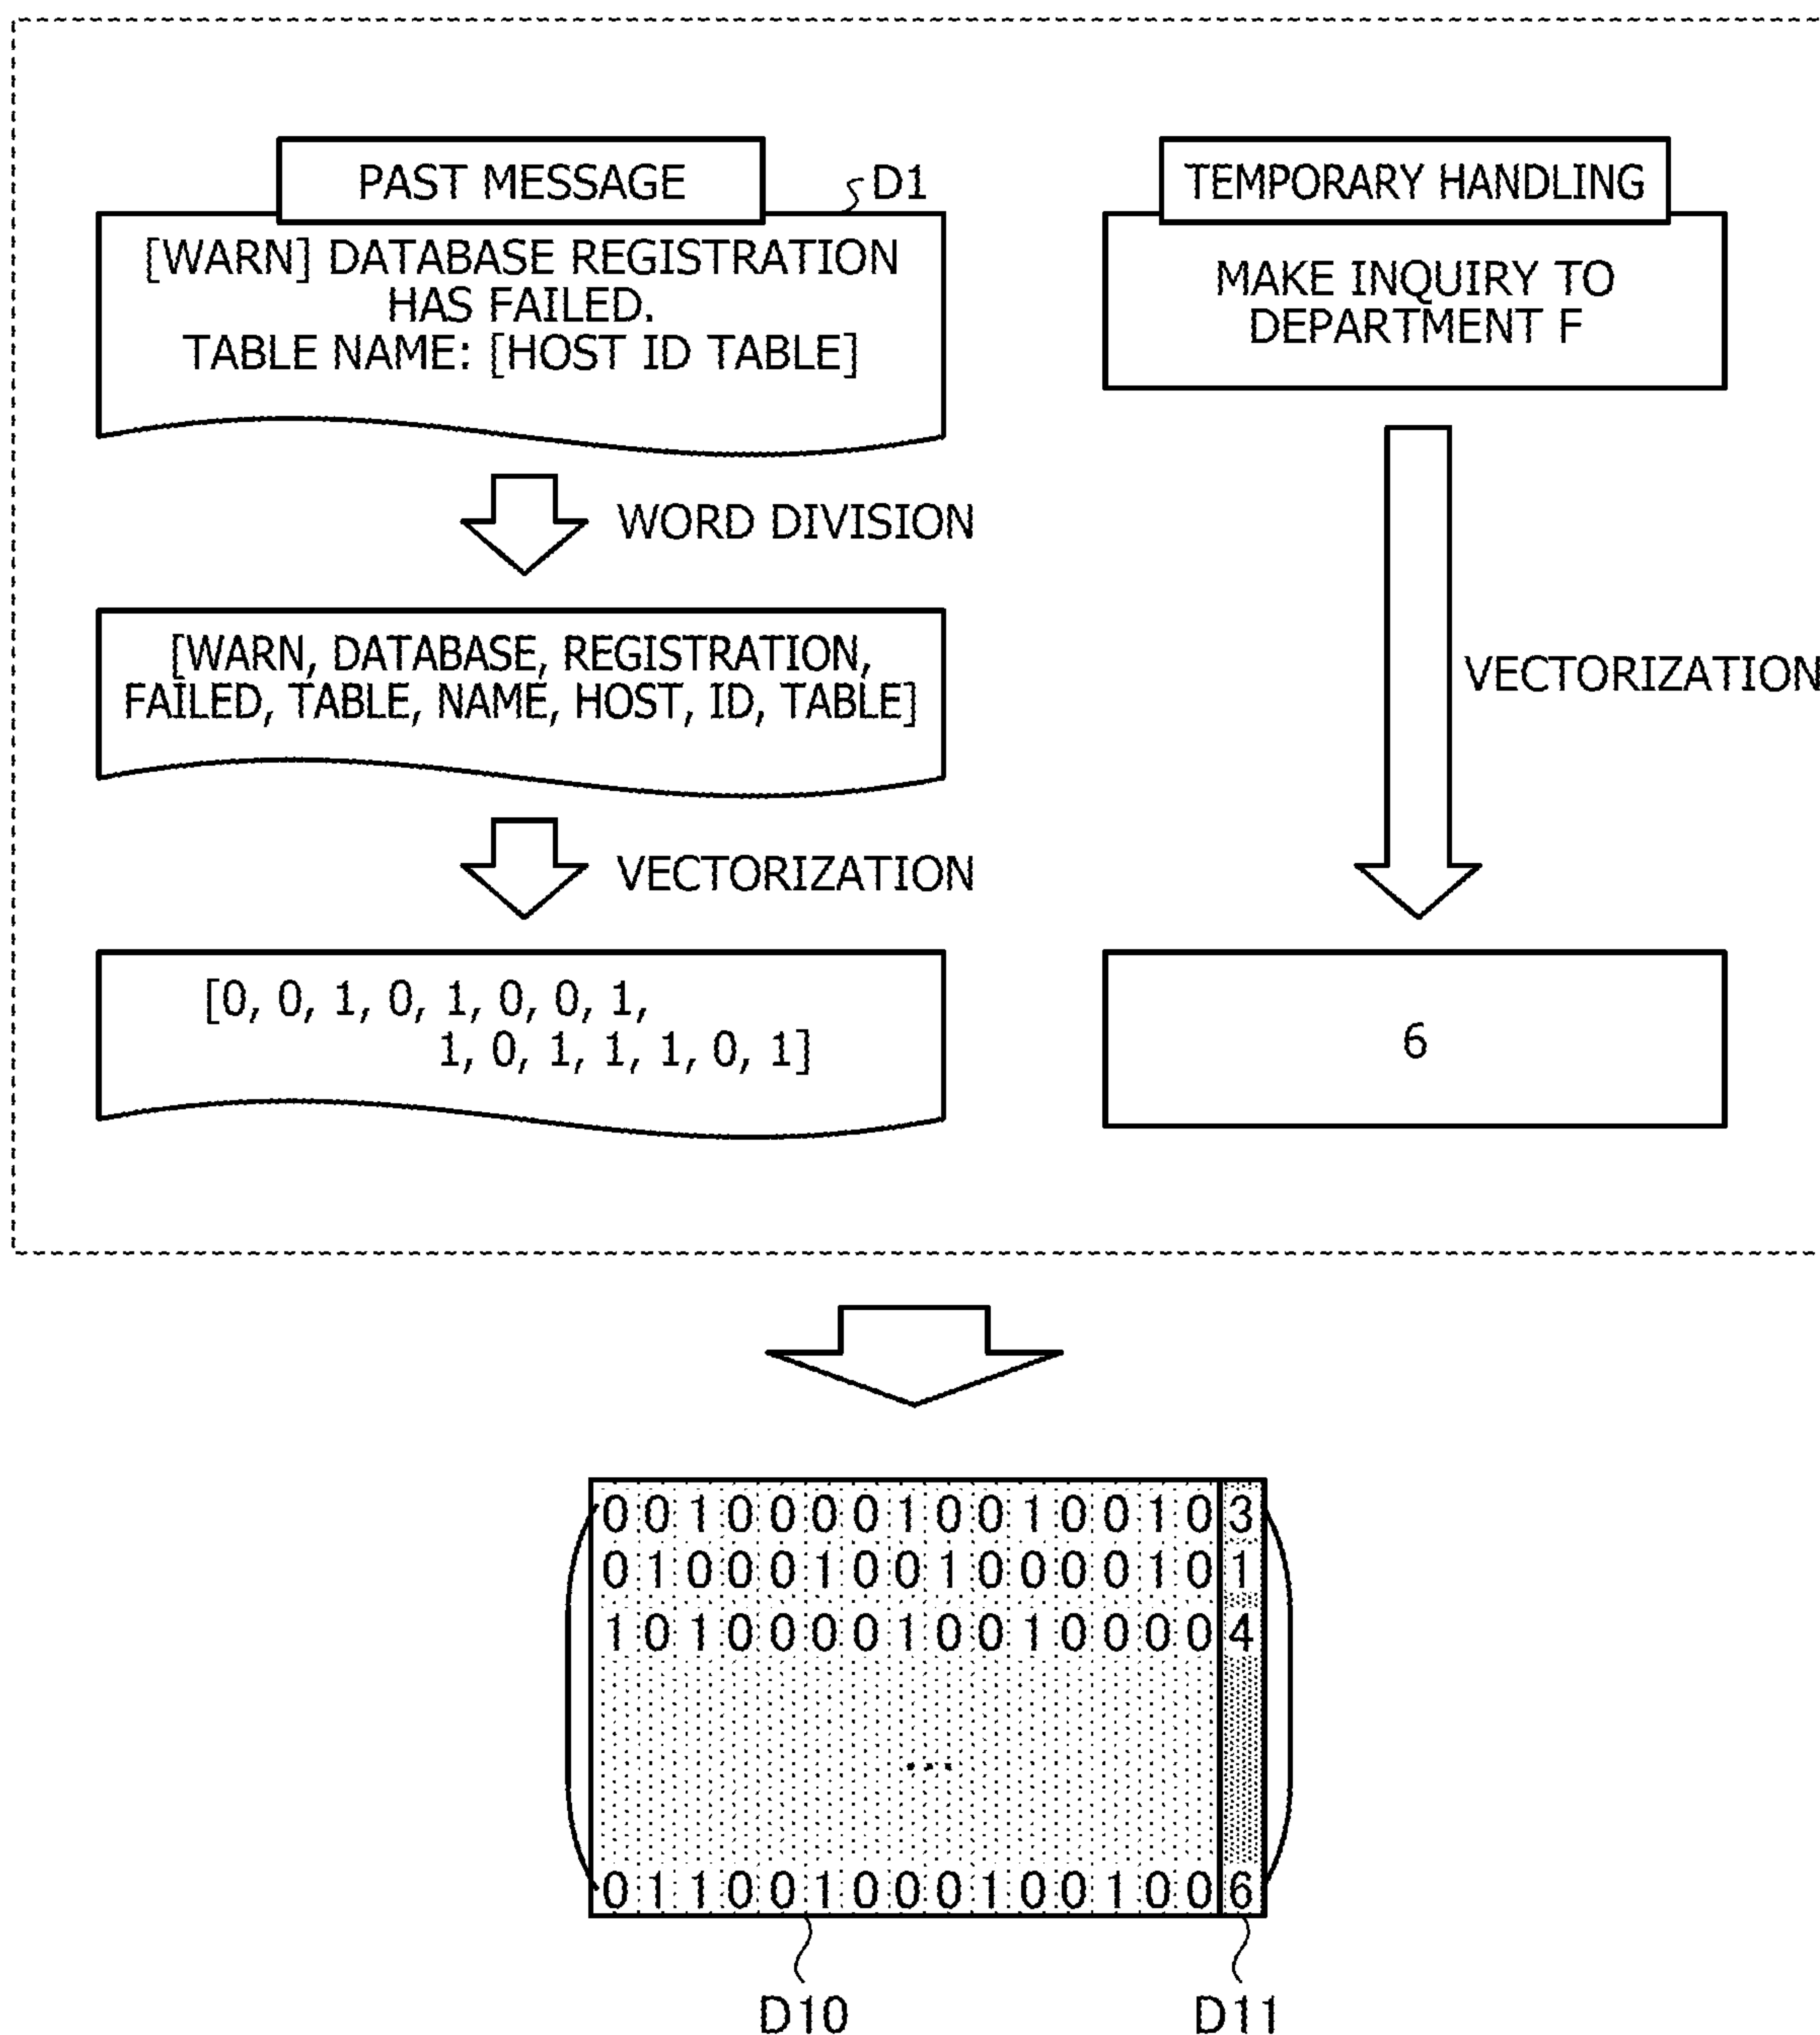 PAST MESSAGE
D1
[WARN] DATABASE REGISTRATION
HAS FAILED.
TABLE NAME: [HOST ID TABLE]
WORD DIVISION
[WARN, DATABASE, REGISTRATION,
FAILED, TABLE, NAME, HOST, ID, TABLE]
VECTORIZATION
[0, 0, 1, 0, 1, 0, 0, 1,
1, 0, 1, 1, 1, 0, 1]
TEMPORARY HANDLING
MAKE INQUIRY TO
DEPARTMENT F
VECTORIZATION
6
0 0 1 0 0 0 0 1 0 0 1 0 0 1 0 3
0 1 0 0 0 1 0 0 1 0 0 0 0 1 0 1
1 0 1 0 0 0 0 1 0 0 1 0 0 0 0 4
...
0 1 1 0 0 1 0 0 0 1 0 0 1 0 0 6
D10
D11